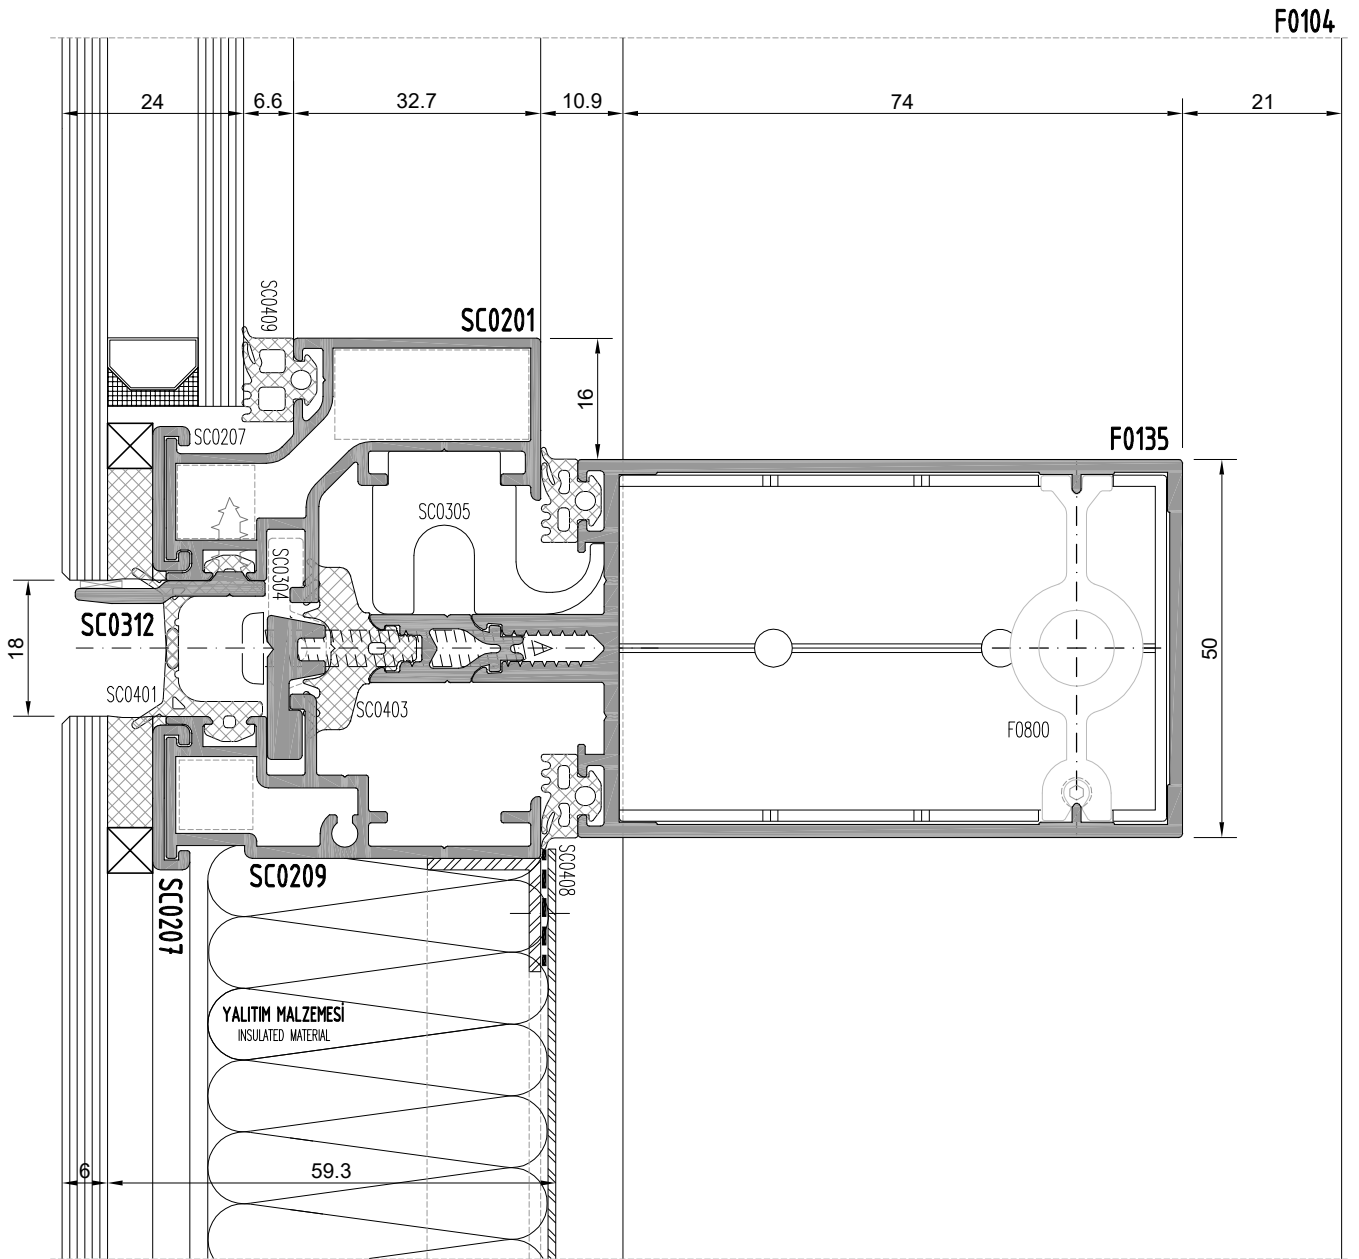 F0104
24
6.6
32.7
10.9
74
21
SC0409
SC0201
16
SC0207
F0135
SC0305
SC0304
SC0312
18
50
SC0401
SC0403
F0800
SC0408
SC0209
SC0207
YALITIM MALZEMESİ
INSULATED MATERIAL
6
59.3